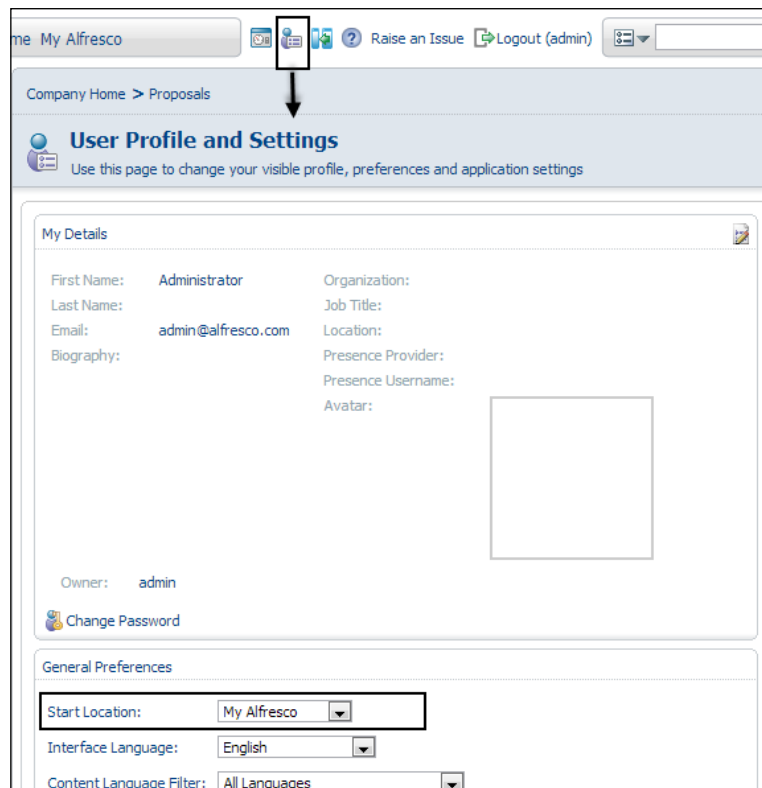 me My Alfresco Raise an Issue Logout (admin)
Company Home > Proposals
User Profile and Settings
Use this page to change your visible profile, preferences and application settings
My Details
First Name: Administrator Organization:
Last Name: Job Title:
Email: admin@alfresco.com Location:
Biography: Presence Provider:
Presence Username:
Avatar:
Owner: admin
Change Password
General Preferences
Start Location: My Alfresco
Interface Language: English
Content Language Filter: All Languages